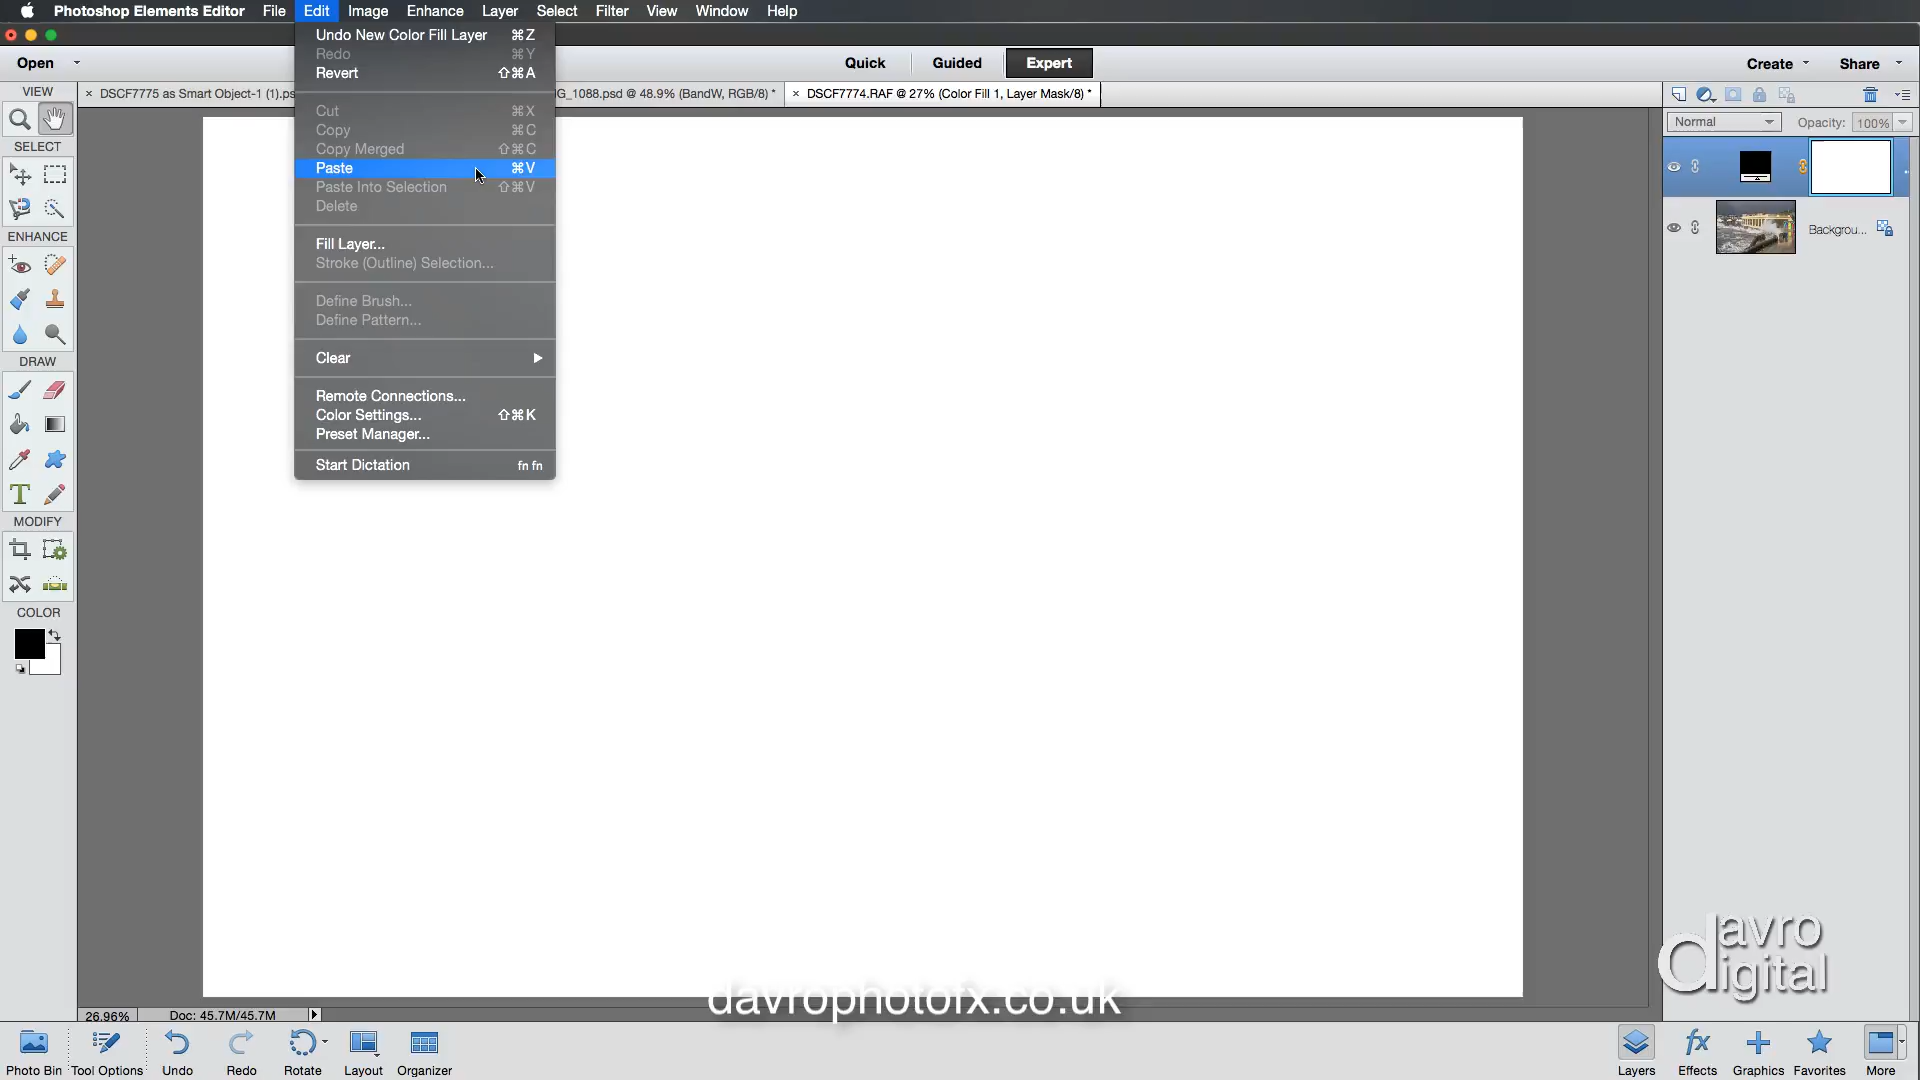 Photoshop Elements Editor File Edit Image Enhance Layer Select Filter View Window Help
Undo New Color Fill Layer ⌘Z
Redo ⌘Y
Revert ⇧⌘A
Cut ⌘X
Copy ⌘C
Copy Merged ⇧⌘C
Paste ⌘V
Paste Into Selection ⇧⌘V
Delete
Fill Layer...
Stroke (Outline) Selection...
Define Brush...
Define Pattern...
Clear
Remote Connections...
Color Settings... ⇧⌘K
Preset Manager...
Start Dictation fn fn
Open
Quick Guided Expert
Create Share
× DSCF7775 as Smart Object-1 (1).ps
G_1088.psd @ 48.9% (BandW, RGB/8) *
× DSCF7774.RAF @ 27% (Color Fill 1, Layer Mask/8) *
VIEW
SELECT
ENHANCE
DRAW
T
MODIFY
COLOR
Normal Opacity: 100%
Backgrou...
davro
digital
davrophotofx.co.uk
26.96% Doc: 45.7M/45.7M
Photo Bin Tool Options Undo Redo Rotate Layout Organizer
fx
Layers Effects Graphics Favorites More